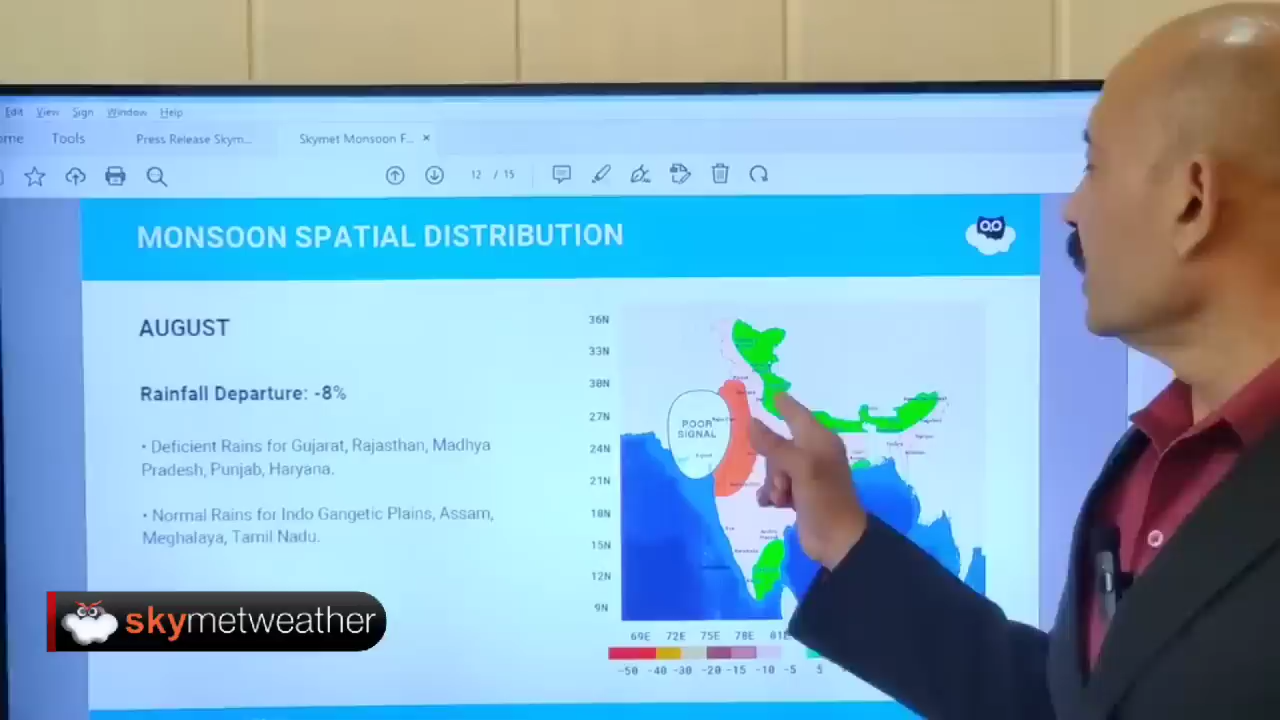 Edit View Sign Window Help
ome Tools Press Release Skym... Skymet Monsoon F... ×
12 / 15
MONSOON SPATIAL DISTRIBUTION
AUGUST
Rainfall Departure: -8%
• Deficient Rains for Gujarat, Rajasthan, Madhya
Pradesh, Punjab, Haryana.
• Normal Rains for Indo Gangetic Plains, Assam,
Meghalaya, Tamil Nadu.
36N
33N
30N
27N
24N
21N
18N
15N
12N
9N
POOR
SIGNAL
69E 72E 75E 78E 81E
-50 -40 -30 -20 -15 -10 -5 5
skymetweather